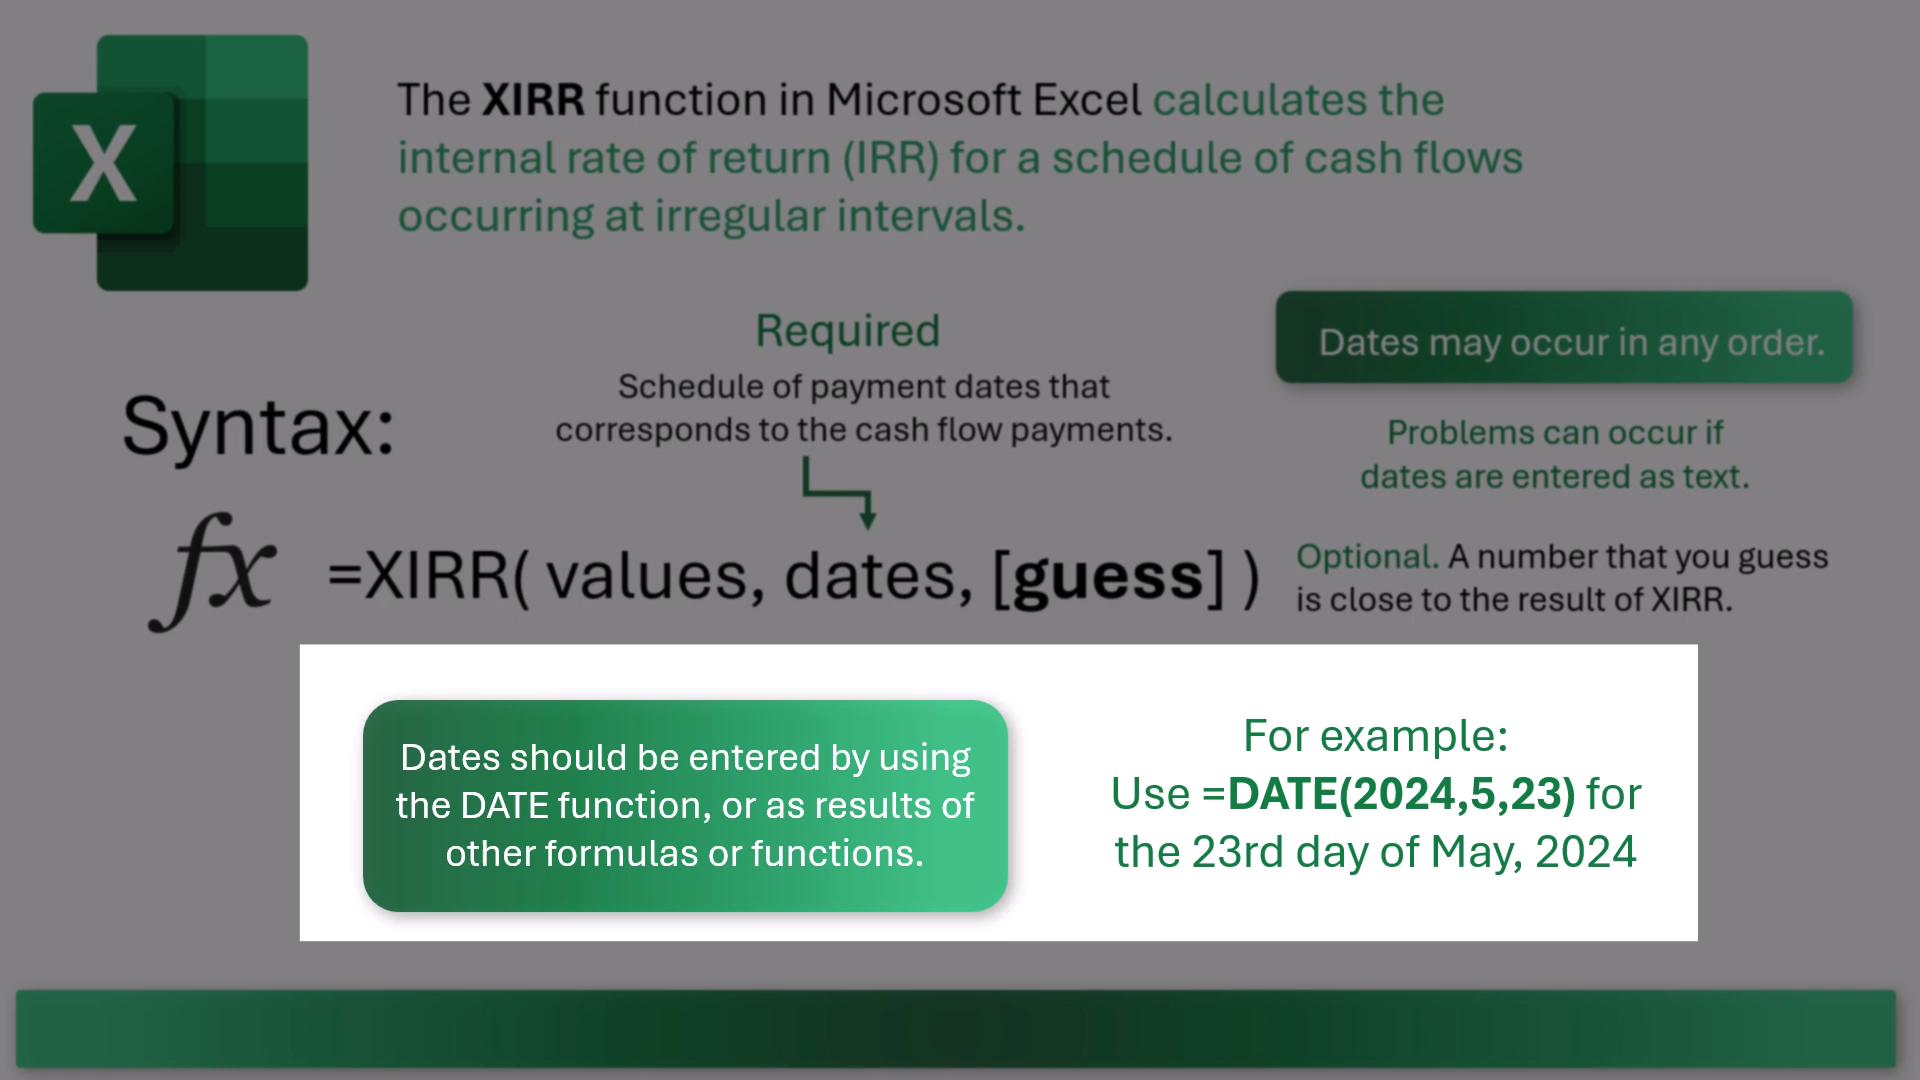 X
The XIRR function in Microsoft Excel calculates the
internal rate of return (IRR) for a schedule of cash flows
occurring at irregular intervals.
Required
Schedule of payment dates that
corresponds to the cash flow payments.
Dates may occur in any order.
Problems can occur if
dates are entered as text.
Syntax:
fx =XIRR( values, dates, [guess] )
Optional. A number that you guess
is close to the result of XIRR.
Dates should be entered by using
the DATE function, or as results of
other formulas or functions.
For example:
Use =DATE(2024,5,23) for
the 23rd day of May, 2024